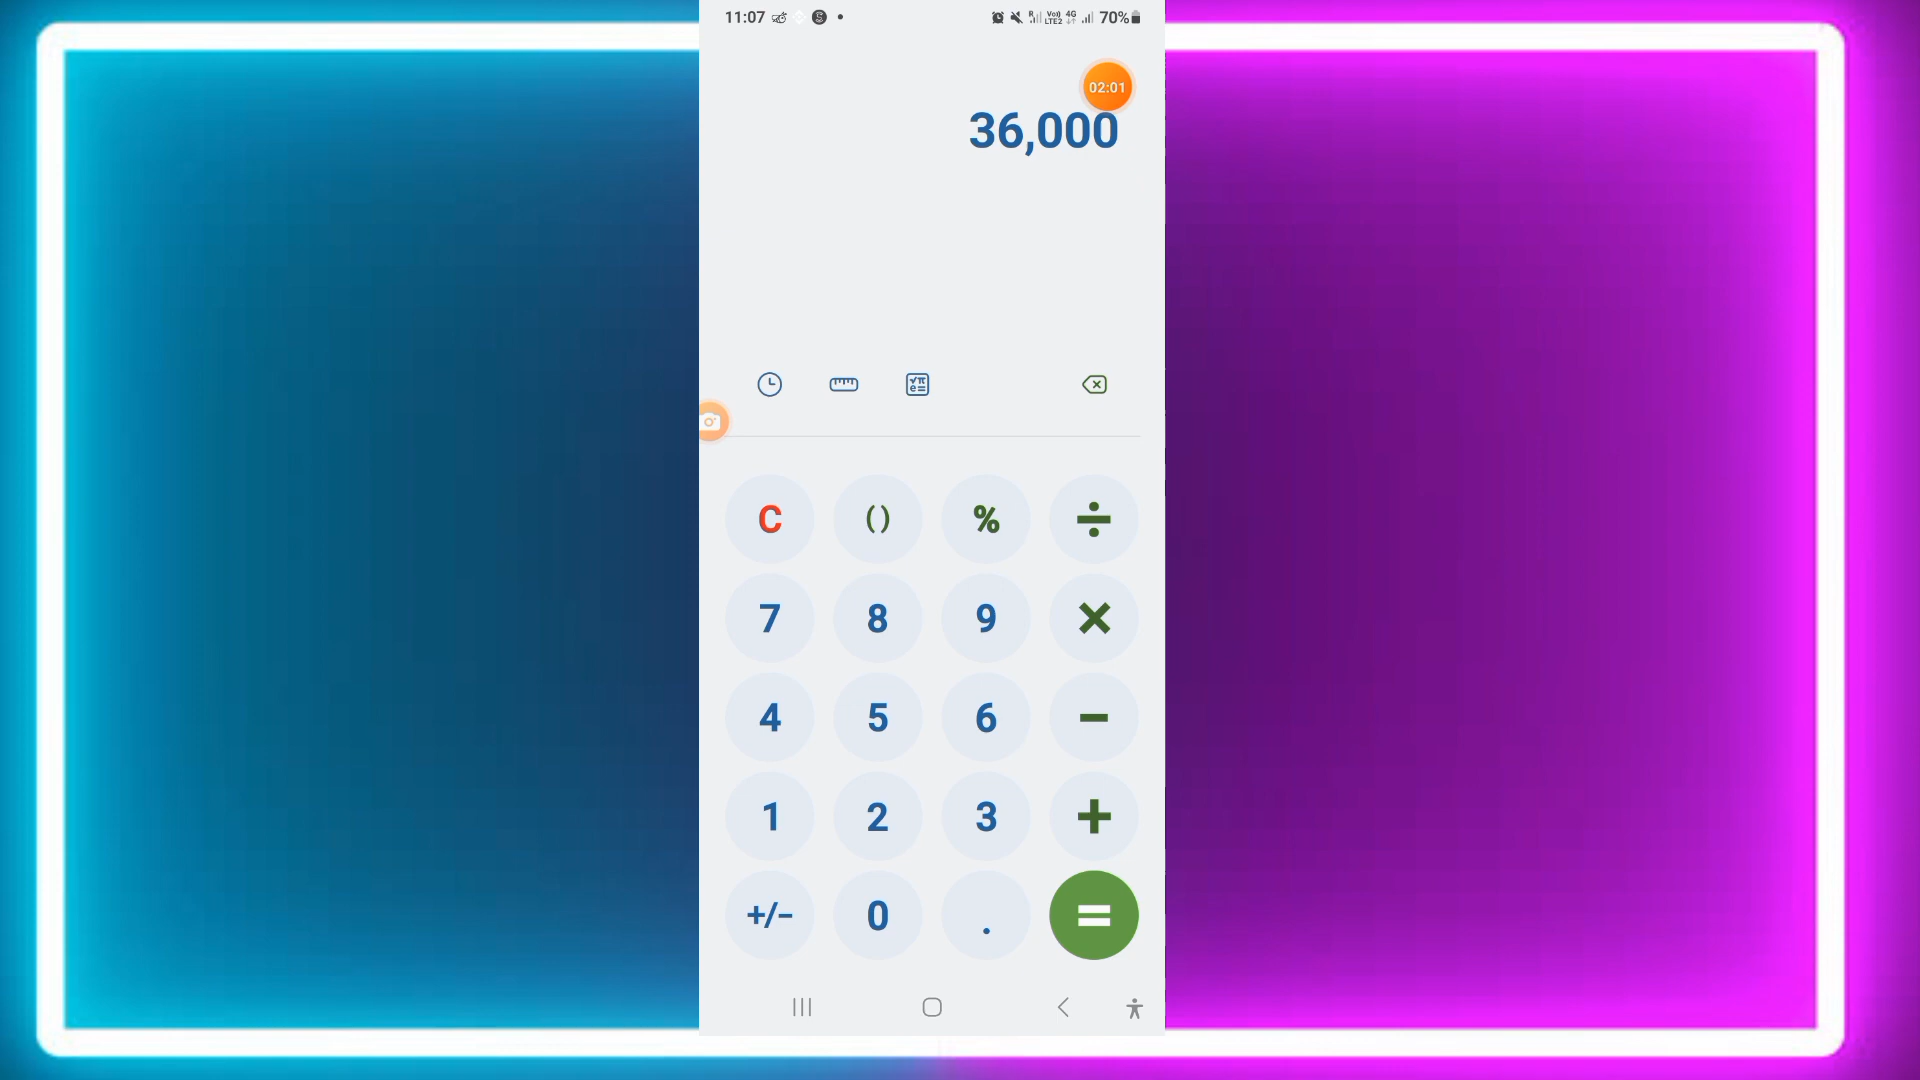 11:07 70%
02:01
36,000
C () % ÷
7 8 9 ×
4 5 6 −
1 2 3 +
+/− 0 . =